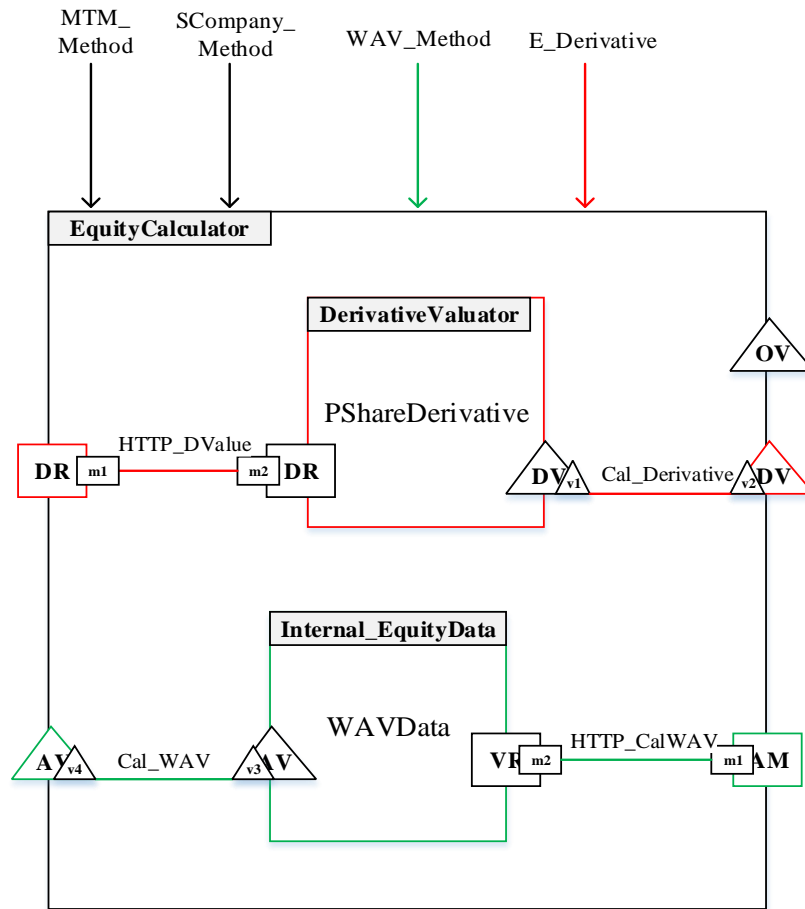 MTM_
Method
SCompany_
Method
WAV_Method
E_Derivative
EquityCalculator
DerivativeValuator
OV
PShareDerivative
HTTP_DValue
DR
m1
m2
DR
DV
v1
Cal_Derivative
v2
DV
Internal_EquityData
WAVData
AV
v4
Cal_WAV
v3
AV
VR
m2
HTTP_CalWAV
m1
AM